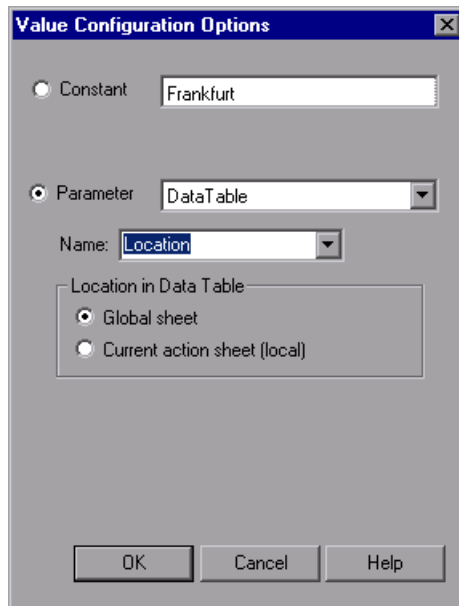 Value Configuration Options
Constant Frankfurt
Parameter DataTable
Name: Location
Location in Data Table
Global sheet
Current action sheet (local)
OK Cancel Help